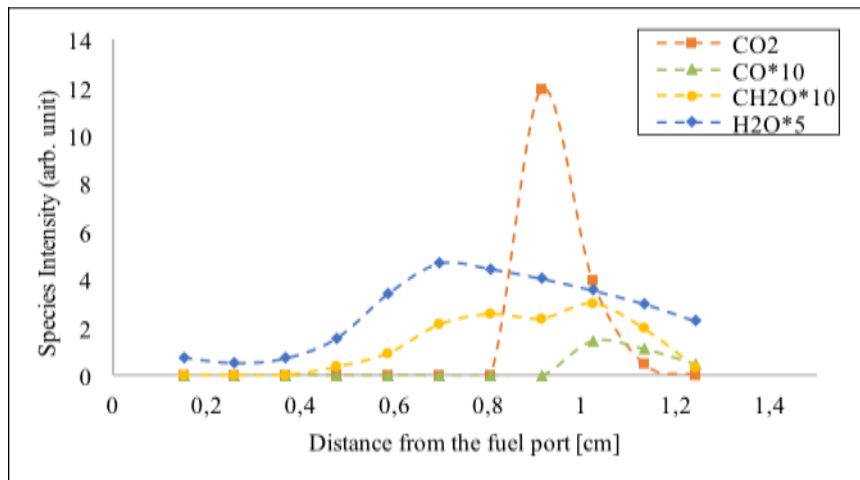 14
12
10
8
6
4
2
0
Species Intensity (arb. unit)
CO2
CO*10
CH2O*10
H2O*5
0 0,2 0,4 0,6 0,8 1 1,2 1,4
Distance from the fuel port [cm]